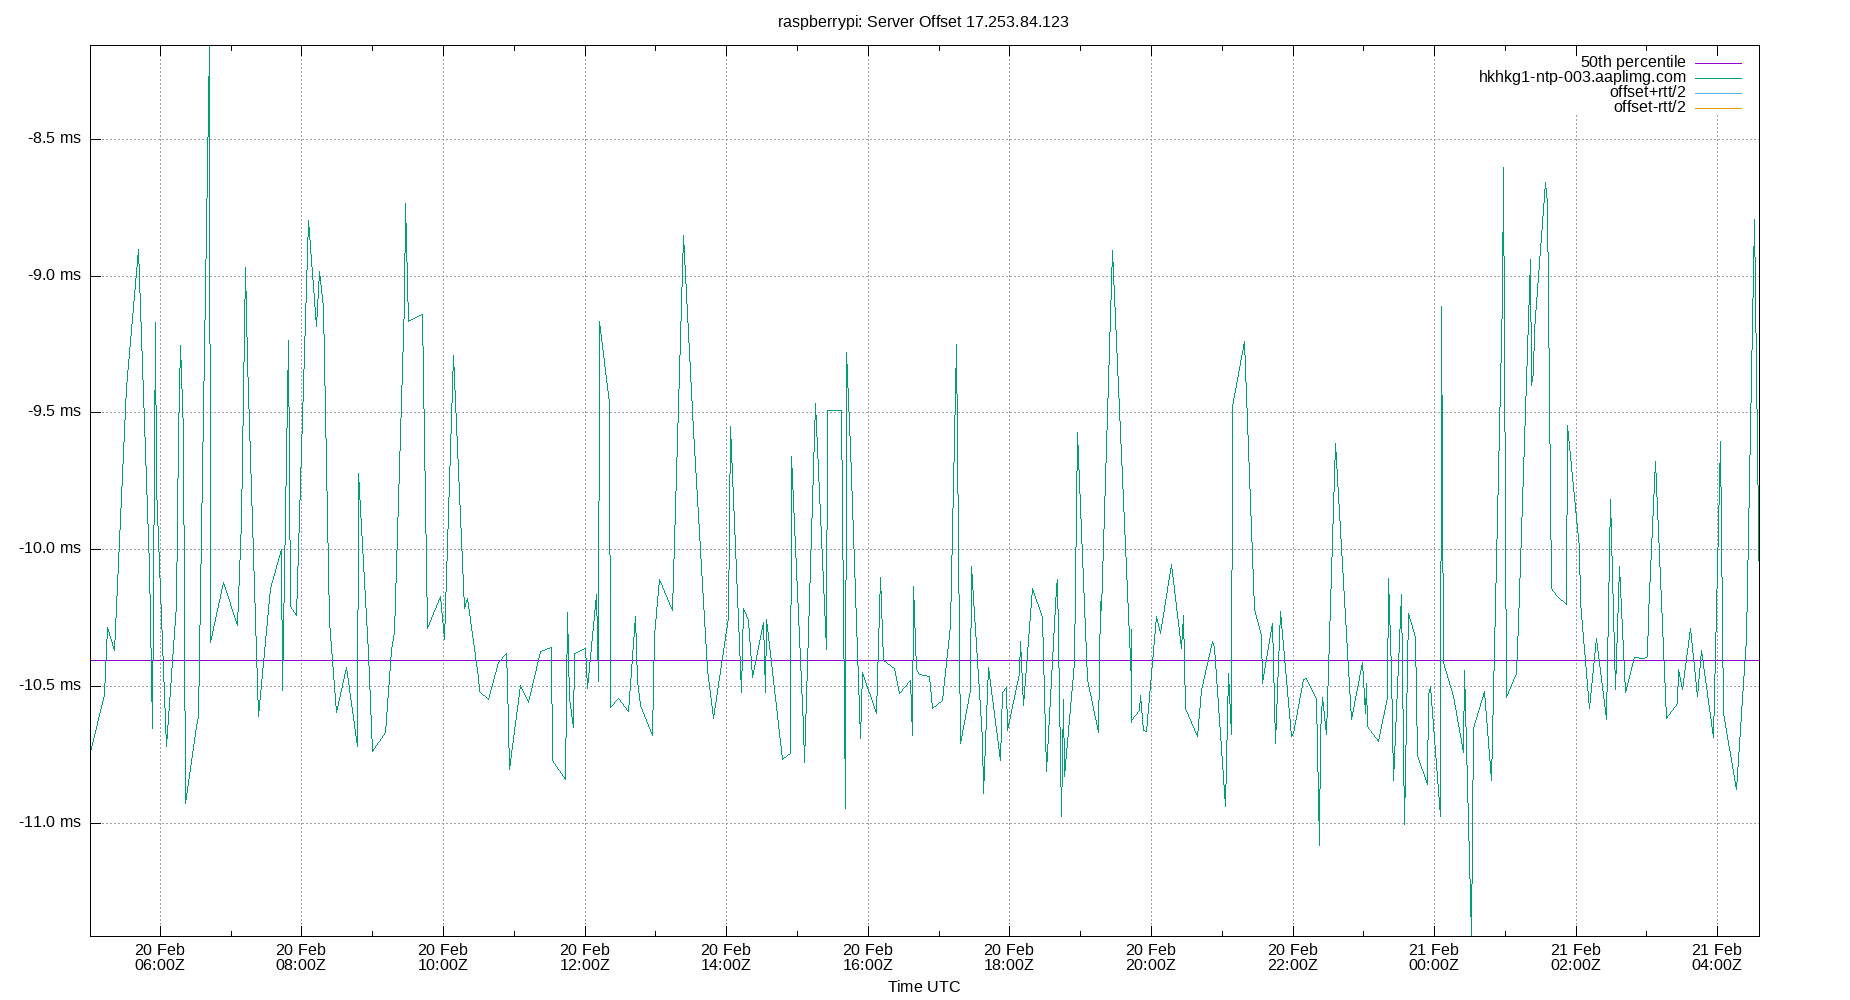 raspberrypi: Server Offset 17.253.84.123
50th percentile
hkhkg1-ntp-003.aaplimg.com
offset+rtt/2
offset-rtt/2
-8.5 ms
-9.0 ms
-9.5 ms
-10.0 ms
-10.5 ms
-11.0 ms
20 Feb 20 Feb 20 Feb 20 Feb 20 Feb 20 Feb 20 Feb 20 Feb 20 Feb 21 Feb 21 Feb 21 Feb
06:00Z 08:00Z 10:00Z 12:00Z 14:00Z 16:00Z 18:00Z 20:00Z 22:00Z 00:00Z 02:00Z 04:00Z
Time UTC